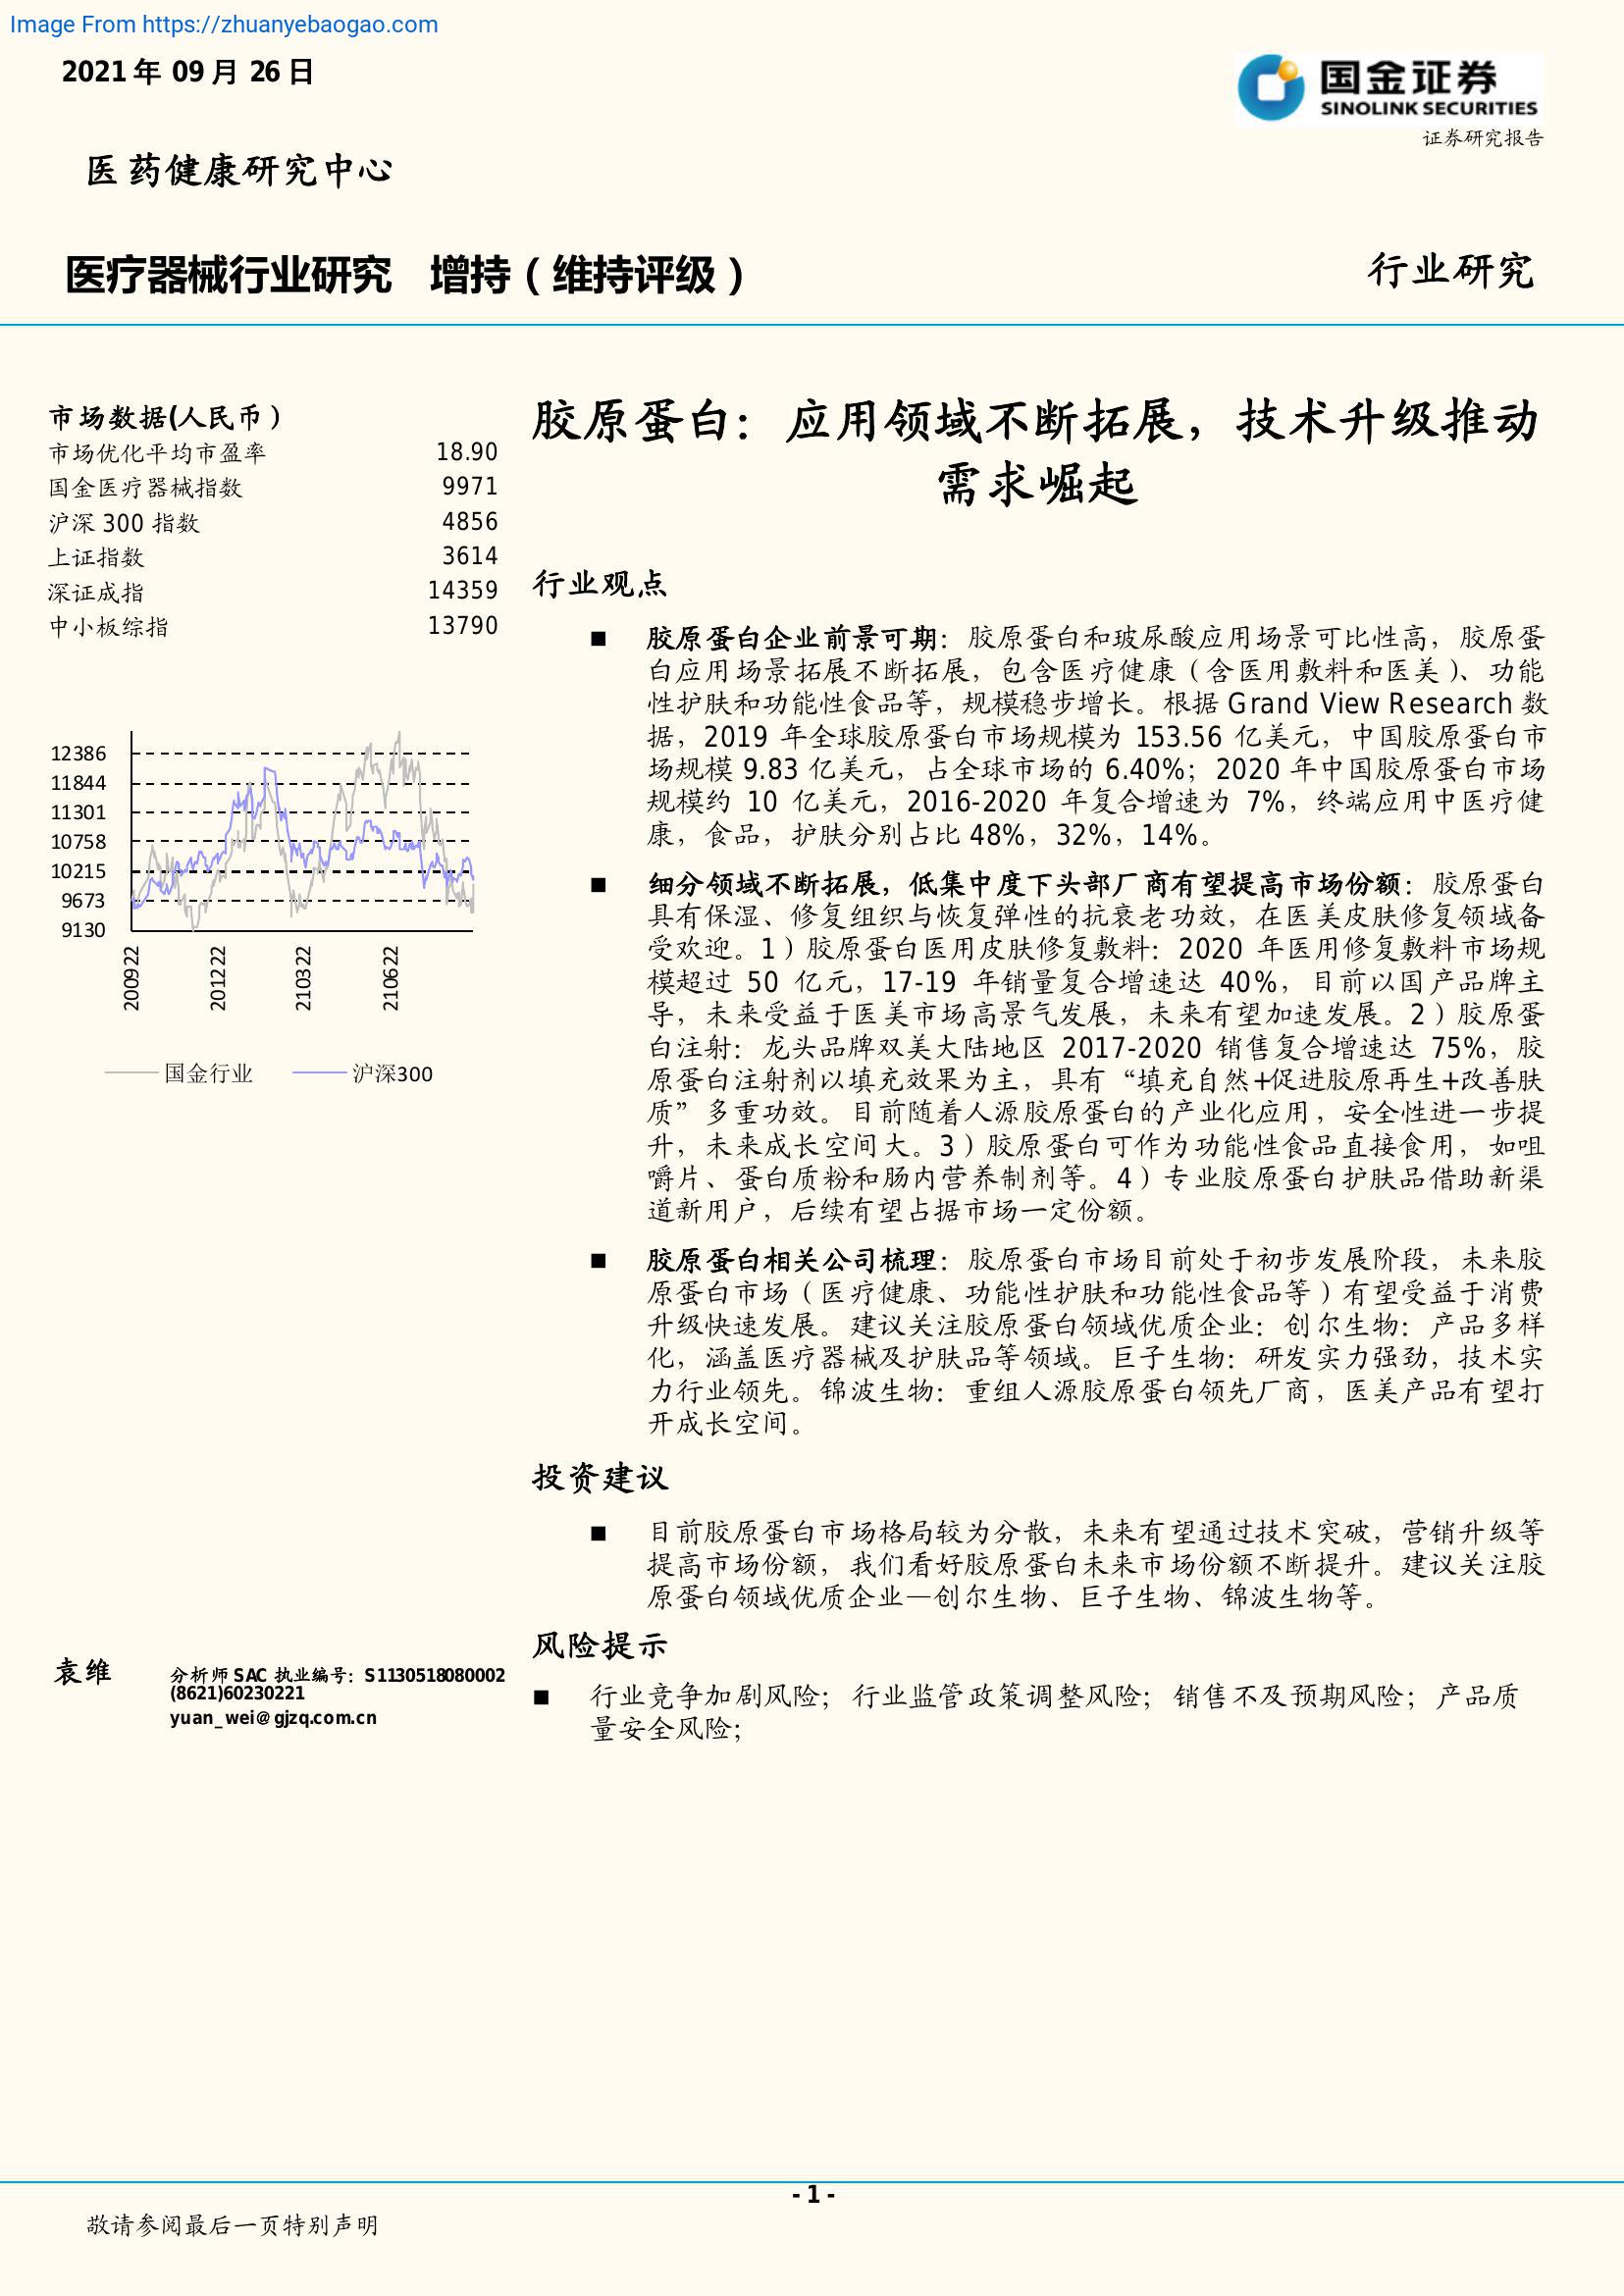 Image From https://zhuanyebaogao.com
2021 年 09 月 26 日
国金证券
SINOLINK SECURITIES
证券研究报告
医药健康研究中心
医疗器械行业研究 增持（维持评级）
行业研究
市场数据(人民币）
市场优化平均市盈率 18.90
国金医疗器械指数 9971
沪深 300 指数 4856
上证指数 3614
深证成指 14359
中小板综指 13790
12386
11844
11301
10758
10215
9673
9130
200922
201222
210322
210622
国金行业 沪深300
袁维
分析师 SAC 执业编号：S1130518080002
(8621)60230221
yuan_wei@gjzq.com.cn
胶原蛋白：应用领域不断拓展，技术升级推动
需求崛起
行业观点
■ 胶原蛋白企业前景可期：胶原蛋白和玻尿酸应用场景可比性高，胶原蛋
白应用场景拓展不断拓展，包含医疗健康（含医用敷料和医美）、功能
性护肤和功能性食品等，规模稳步增长。根据 Grand View Research 数
据，2019 年全球胶原蛋白市场规模为 153.56 亿美元，中国胶原蛋白市
场规模 9.83 亿美元，占全球市场的 6.40%；2020 年中国胶原蛋白市场
规模约 10 亿美元，2016-2020 年复合增速为 7%，终端应用中医疗健
康，食品，护肤分别占比 48%，32%，14%。
■ 细分领域不断拓展，低集中度下头部厂商有望提高市场份额：胶原蛋白
具有保湿、修复组织与恢复弹性的抗衰老功效，在医美皮肤修复领域备
受欢迎。1）胶原蛋白医用皮肤修复敷料：2020 年医用修复敷料市场规
模超过 50 亿元，17-19 年销量复合增速达 40%，目前以国产品牌主
导，未来受益于医美市场高景气发展，未来有望加速发展。2）胶原蛋
白注射：龙头品牌双美大陆地区 2017-2020 销售复合增速达 75%，胶
原蛋白注射剂以填充效果为主，具有“填充自然+促进胶原再生+改善肤
质”多重功效。目前随着人源胶原蛋白的产业化应用，安全性进一步提
升，未来成长空间大。3）胶原蛋白可作为功能性食品直接食用，如咀
嚼片、蛋白质粉和肠内营养制剂等。4）专业胶原蛋白护肤品借助新渠
道新用户，后续有望占据市场一定份额。
■ 胶原蛋白相关公司梳理：胶原蛋白市场目前处于初步发展阶段，未来胶
原蛋白市场（医疗健康、功能性护肤和功能性食品等）有望受益于消费
升级快速发展。建议关注胶原蛋白领域优质企业：创尔生物：产品多样
化，涵盖医疗器械及护肤品等领域。巨子生物：研发实力强劲，技术实
力行业领先。锦波生物：重组人源胶原蛋白领先厂商，医美产品有望打
开成长空间。
投资建议
■ 目前胶原蛋白市场格局较为分散，未来有望通过技术突破，营销升级等
提高市场份额，我们看好胶原蛋白未来市场份额不断提升。建议关注胶
原蛋白领域优质企业—创尔生物、巨子生物、锦波生物等。
风险提示
■ 行业竞争加剧风险；行业监管政策调整风险；销售不及预期风险；产品质
量安全风险；
- 1 -
敬请参阅最后一页特别声明